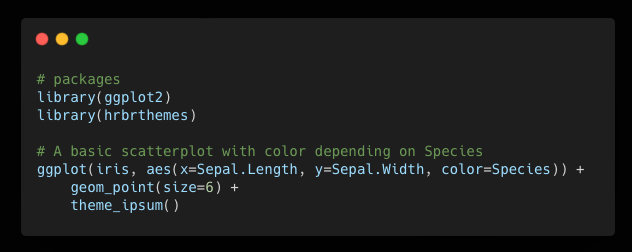 # packages
library(ggplot2)
library(hrbrthemes)

# A basic scatterplot with color depending on Species
ggplot(iris, aes(x=Sepal.Length, y=Sepal.Width, color=Species)) +
    geom_point(size=6) +
    theme_ipsum()